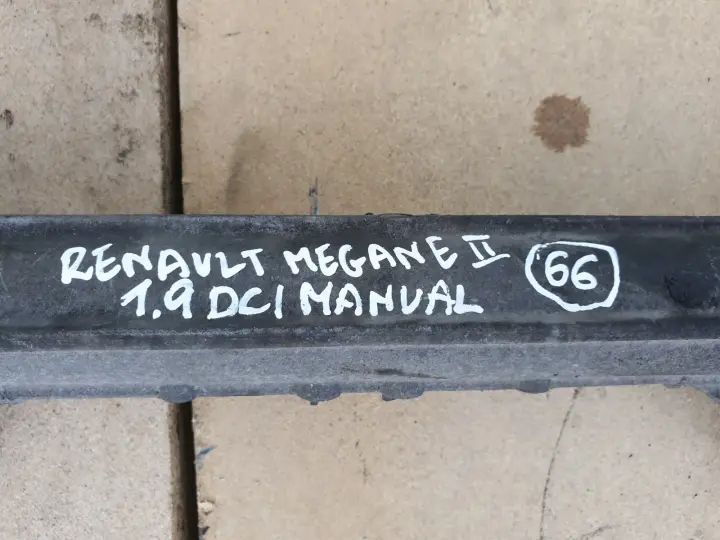 RENAULT MEGANE II 66
1.9 DCI MANUAL